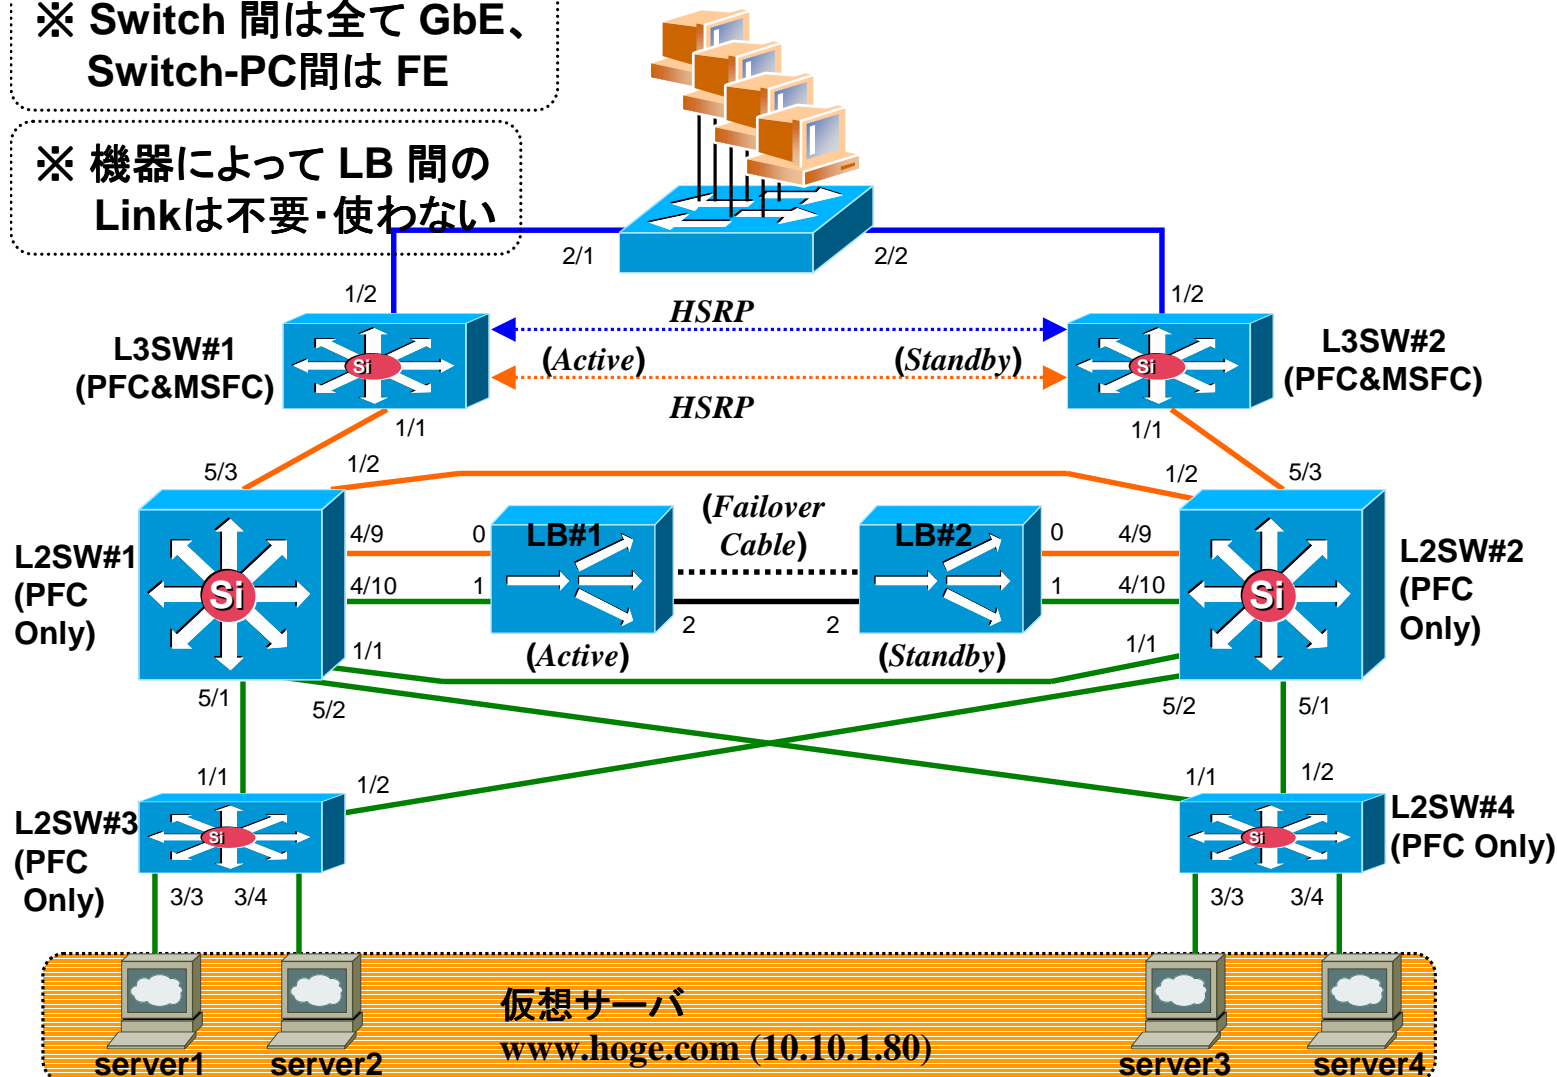 ※ Switch 間は全て GbE、
Switch-PC間は FE
※ 機器によって LB 間の
Linkは不要・使わない
2/1
2/2
1/2
1/2
HSRP
L3SW#1
(PFC&MSFC)
Si
(Active)
(Standby)
Si
L3SW#2
(PFC&MSFC)
HSRP
1/1
1/1
5/3
1/2
1/2
5/3
(Failover
Cable)
L2SW#1
(PFC
Only)
Si
4/9
0
LB#1
LB#2
0
4/9
4/10
1
1
4/10
Si
L2SW#2
(PFC
Only)
2
2
(Active)
(Standby)
1/1
1/1
5/1
5/2
5/2
5/1
1/1
1/2
1/1
1/2
L2SW#3
(PFC
Only)
Si
Si
L2SW#4
(PFC Only)
3/3
3/4
3/3
3/4
仮想サーバ
www.hoge.com (10.10.1.80)
server1
server2
server3
server4